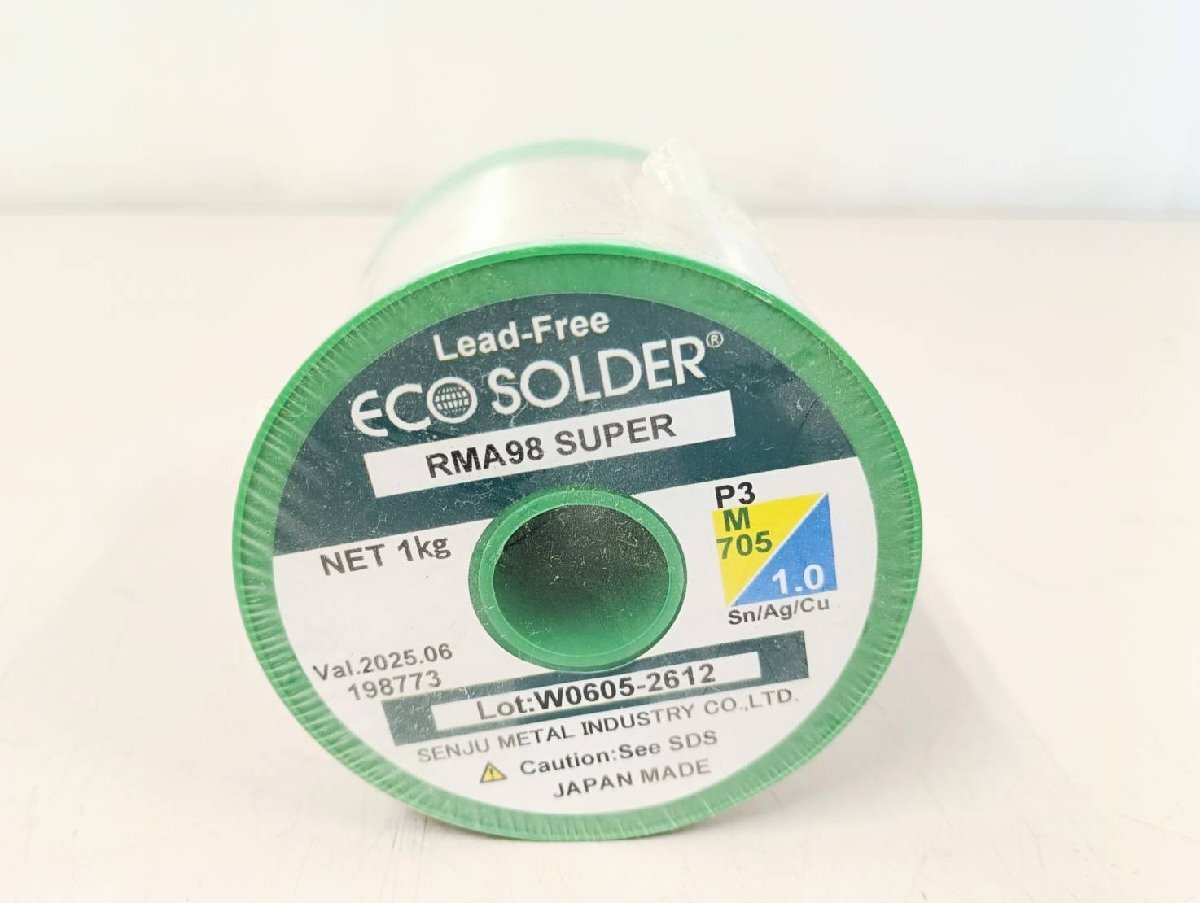 Lead-Free
ECO SOLDER®
RMA98 SUPER
NET 1kg
P3
M
705
1.0
Sn/Ag/Cu
Val.2025.06
198773
Lot:W0605-2612
SENJU METAL INDUSTRY CO.,LTD.
Caution:See SDS
JAPAN MADE